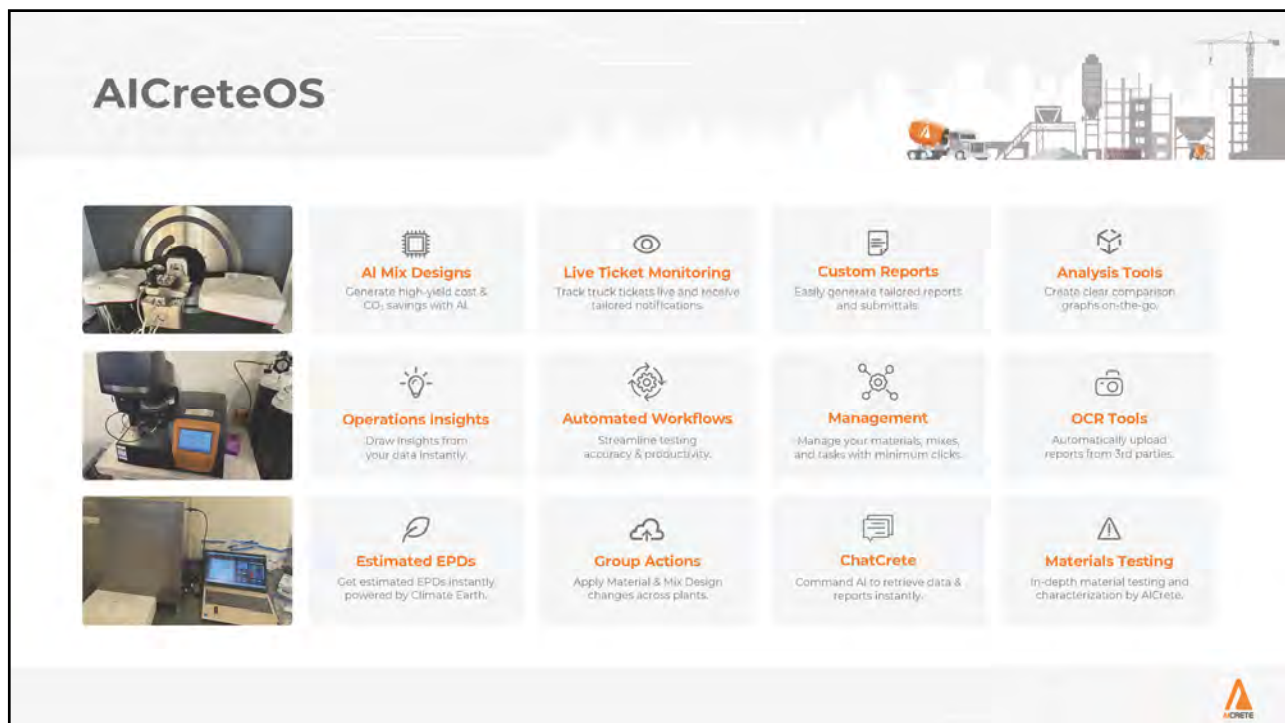 AICreteOS
AI Mix Designs
Generate high-yield cost &
CO₂ savings with AI.
Live Ticket Monitoring
Track truck tickets live and receive
tailored notifications.
Custom Reports
Easily generate tailored reports
and submittals.
Analysis Tools
Create clear comparison
graphs on-the-go.
Operations Insights
Draw insights from
your data instantly.
Automated Workflows
Streamline testing
accuracy & productivity.
Management
Manage your materials, mixes,
and tasks with minimum clicks.
OCR Tools
Automatically upload
reports from 3rd parties.
Estimated EPDs
Get estimated EPDs instantly
powered by Climate Earth.
Group Actions
Apply Material & Mix Design
changes across plants.
ChatCrete
Command AI to retrieve data &
reports instantly.
Materials Testing
In-depth material testing and
characterization by AICrete.
AICRETE